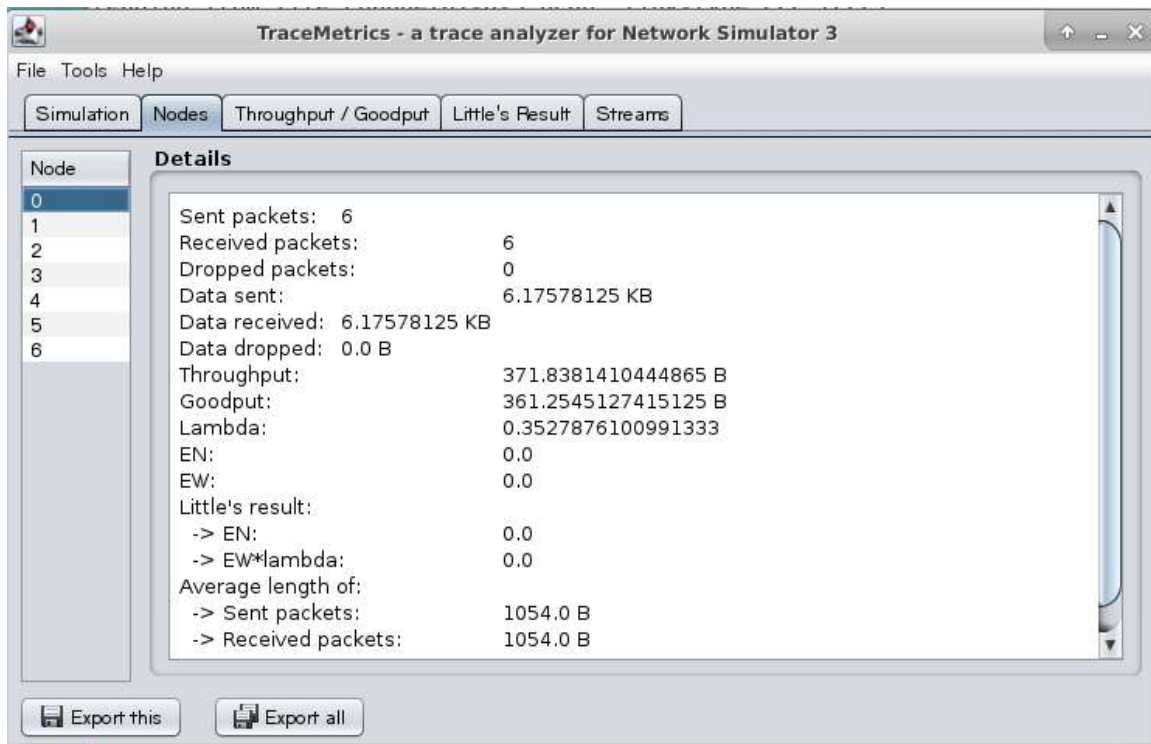 TraceMetrics - a trace analyzer for Network Simulator 3
File Tools Help
Simulation Nodes Throughput / Goodput Little's Result Streams
Node
0
1
2
3
4
5
6
Details
Sent packets: 6
Received packets: 6
Dropped packets: 0
Data sent: 6.17578125 KB
Data received: 6.17578125 KB
Data dropped: 0.0 B
Throughput: 371.8381410444865 B
Goodput: 361.2545127415125 B
Lambda: 0.3527876100991333
EN: 0.0
EW: 0.0
Little's result:
-> EN: 0.0
-> EW*lambda: 0.0
Average length of:
-> Sent packets: 1054.0 B
-> Received packets: 1054.0 B
Export this Export all